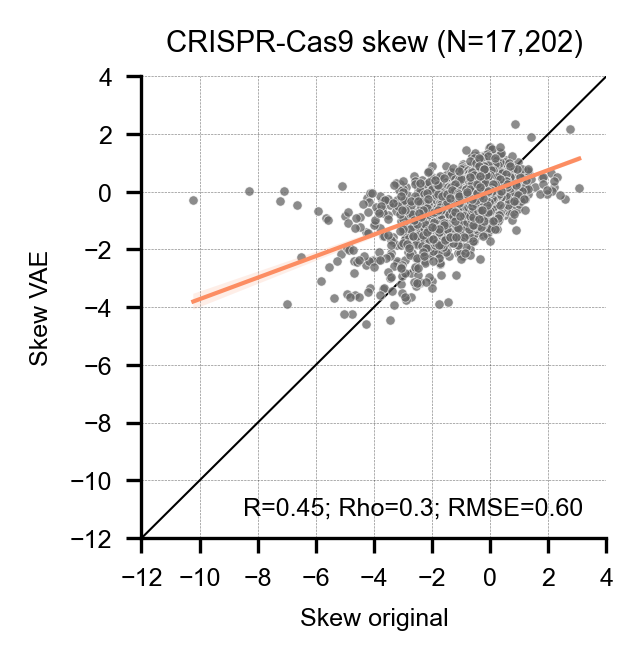 CRISPR-Cas9 skew (N=17,202)
4
2
0
−2
−4
−6
−8
−10
−12
Skew VAE
R=0.45; Rho=0.3; RMSE=0.60
−12 −10 −8 −6 −4 −2 0 2 4
Skew original